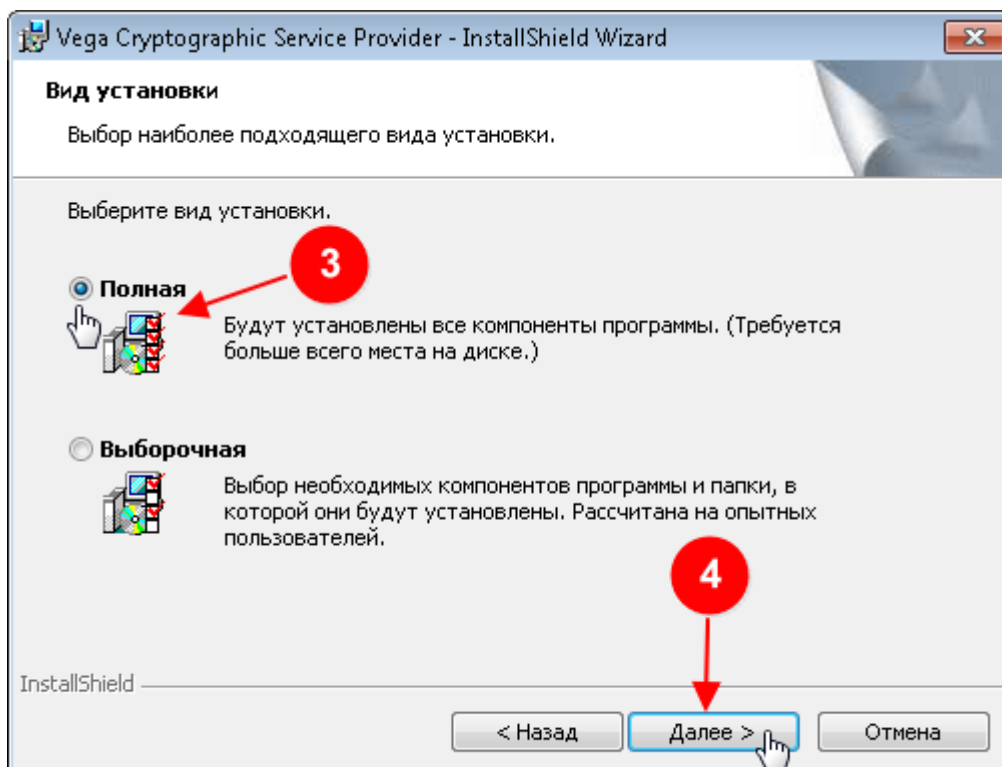 Vega Cryptographic Service Provider - InstallShield Wizard
Вид установки
Выбор наиболее подходящего вида установки.
Выберите вид установки.
3
Полная
Будут установлены все компоненты программы. (Требуется
больше всего места на диске.)
Выборочная
Выбор необходимых компонентов программы и папки, в
которой они будут установлены. Рассчитана на опытных
пользователей.
4
InstallShield
< Назад
Далее >
Отмена